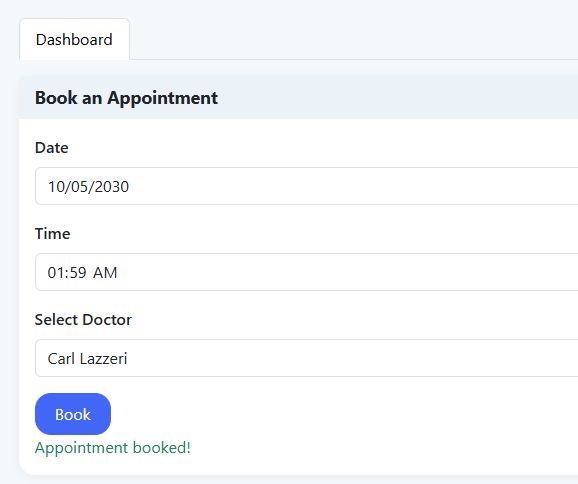 Dashboard
Book an Appointment
Date
10/05/2030
Time
01:59 AM
Select Doctor
Carl Lazzeri
Book
Appointment booked!